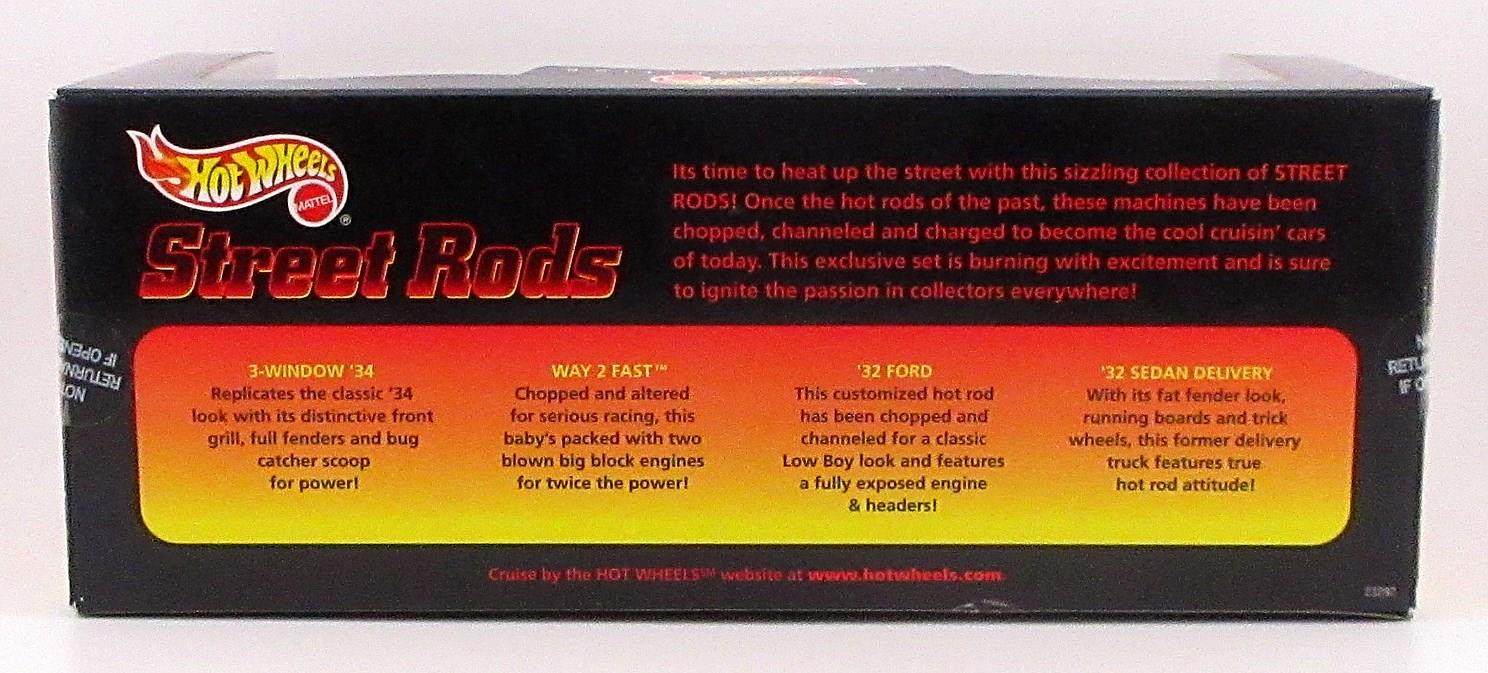 HOT WHEELS
MATTEL
®
Street Rods
Its time to heat up the street with this sizzling collection of STREET
RODS! Once the hot rods of the past, these machines have been
chopped, channeled and charged to become the cool cruisin' cars
of today. This exclusive set is burning with excitement and is sure
to ignite the passion in collectors everywhere!
3-WINDOW '34
Replicates the classic '34
look with its distinctive front
grill, full fenders and bug
catcher scoop
for power!
WAY 2 FAST™
Chopped and altered
for serious racing, this
baby's packed with two
blown big block engines
for twice the power!
'32 FORD
This customized hot rod
has been chopped and
channeled for a classic
Low Boy look and features
a fully exposed engine
& headers!
'32 SEDAN DELIVERY
With its fat fender look,
running boards and trick
wheels, this former delivery
truck features true
hot rod attitude!
Cruise by the HOT WHEELS℠ website at www.hotwheels.com.
NO
RETURN
IF OPENE
RETU
IF O